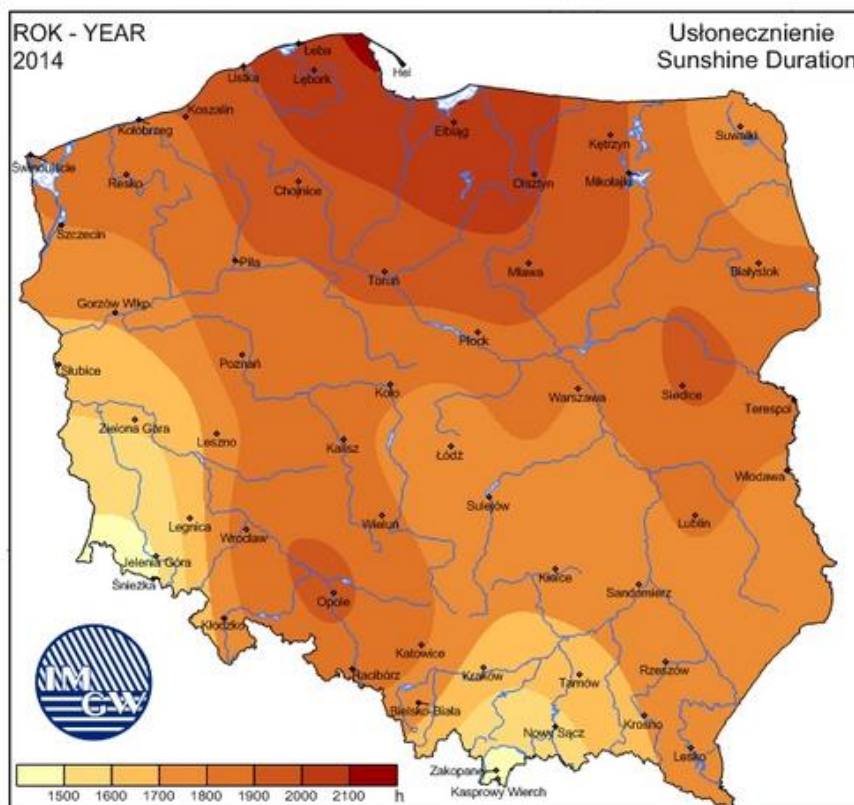 ROK - YEAR
2014
Usłonecznienie
Sunshine Duration
Łeba
Hel
Listka
Lębork
Koszalin
Kołobrzeg
Elbląg
Kętrzyn
Suwałki
Świnoujście
Resko
Chojnice
Olsztyn
Mikołajki
Szczecin
Piła
Toruń
Mława
Białystok
Gorzów Wlkp.
Płock
Słubice
Poznań
Koło
Warszawa
Siedlce
Terespol
Zielona Góra
Leszno
Kalisz
Łódź
Włodawa
Sulejów
Legnica
Wrocław
Wieluń
Lublin
Jelenia Góra
Śnieżka
Opole
Kielce
Sandomierz
Kłodzko
Katowice
Racibórz
Kraków
Tarnów
Rzeszów
Bielsko-Biała
Nowy Sącz
Krosno
Lesko
Zakopane
Kasprowy Wierch
IM
GW
1500 1600 1700 1800 1900 2000 2100 h